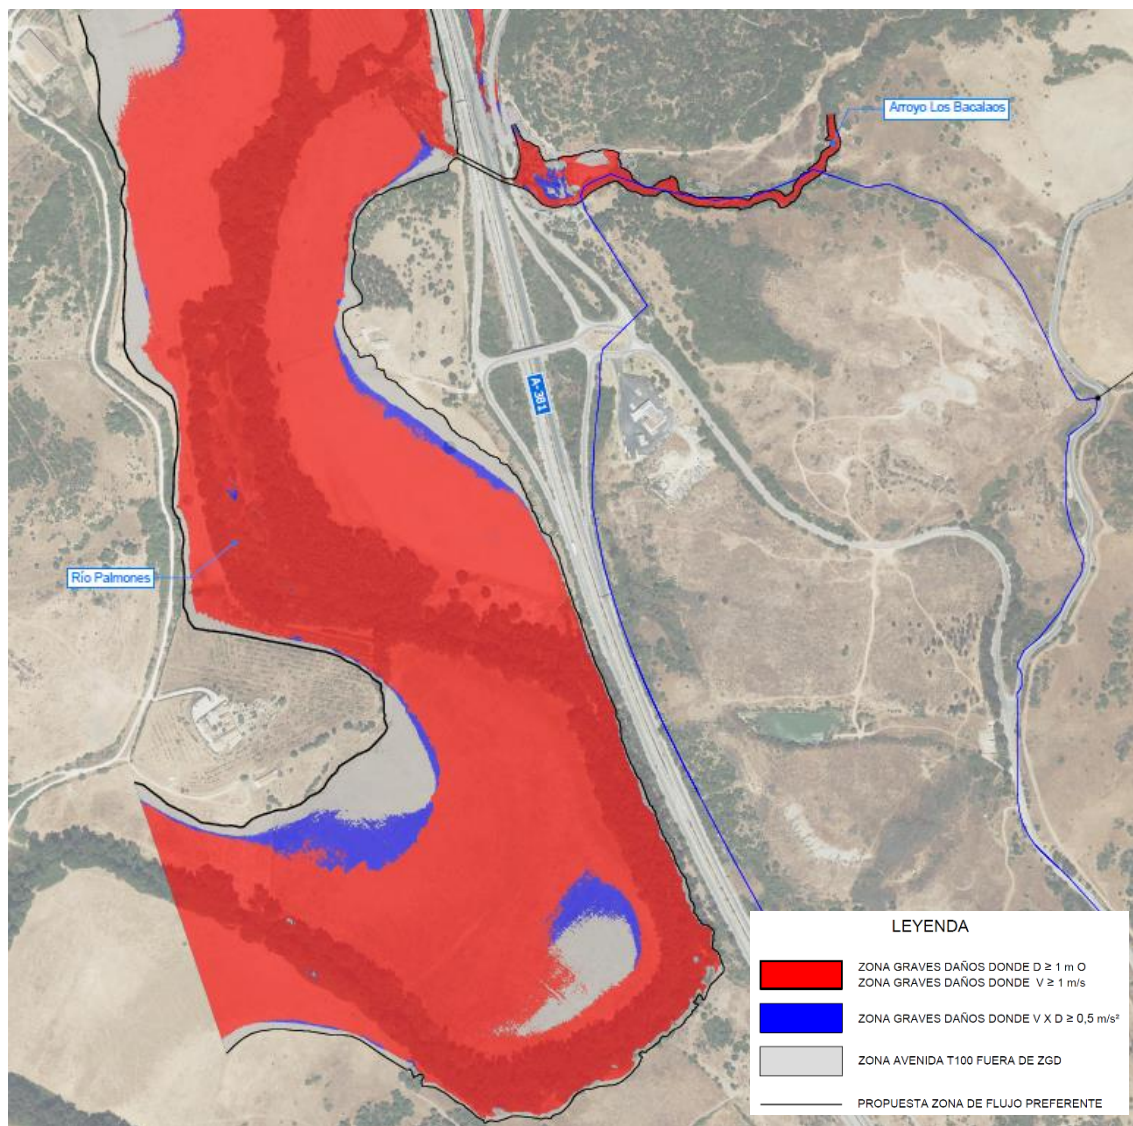 Arroyo Los Bacalaos
A-381
Río Palmones
LEYENDA
ZONA GRAVES DAÑOS DONDE D ≥ 1 m O
ZONA GRAVES DAÑOS DONDE V ≥ 1 m/s
ZONA GRAVES DAÑOS DONDE V X D ≥ 0,5 m/s²
ZONA AVENIDA T100 FUERA DE ZGD
PROPUESTA ZONA DE FLUJO PREFERENTE